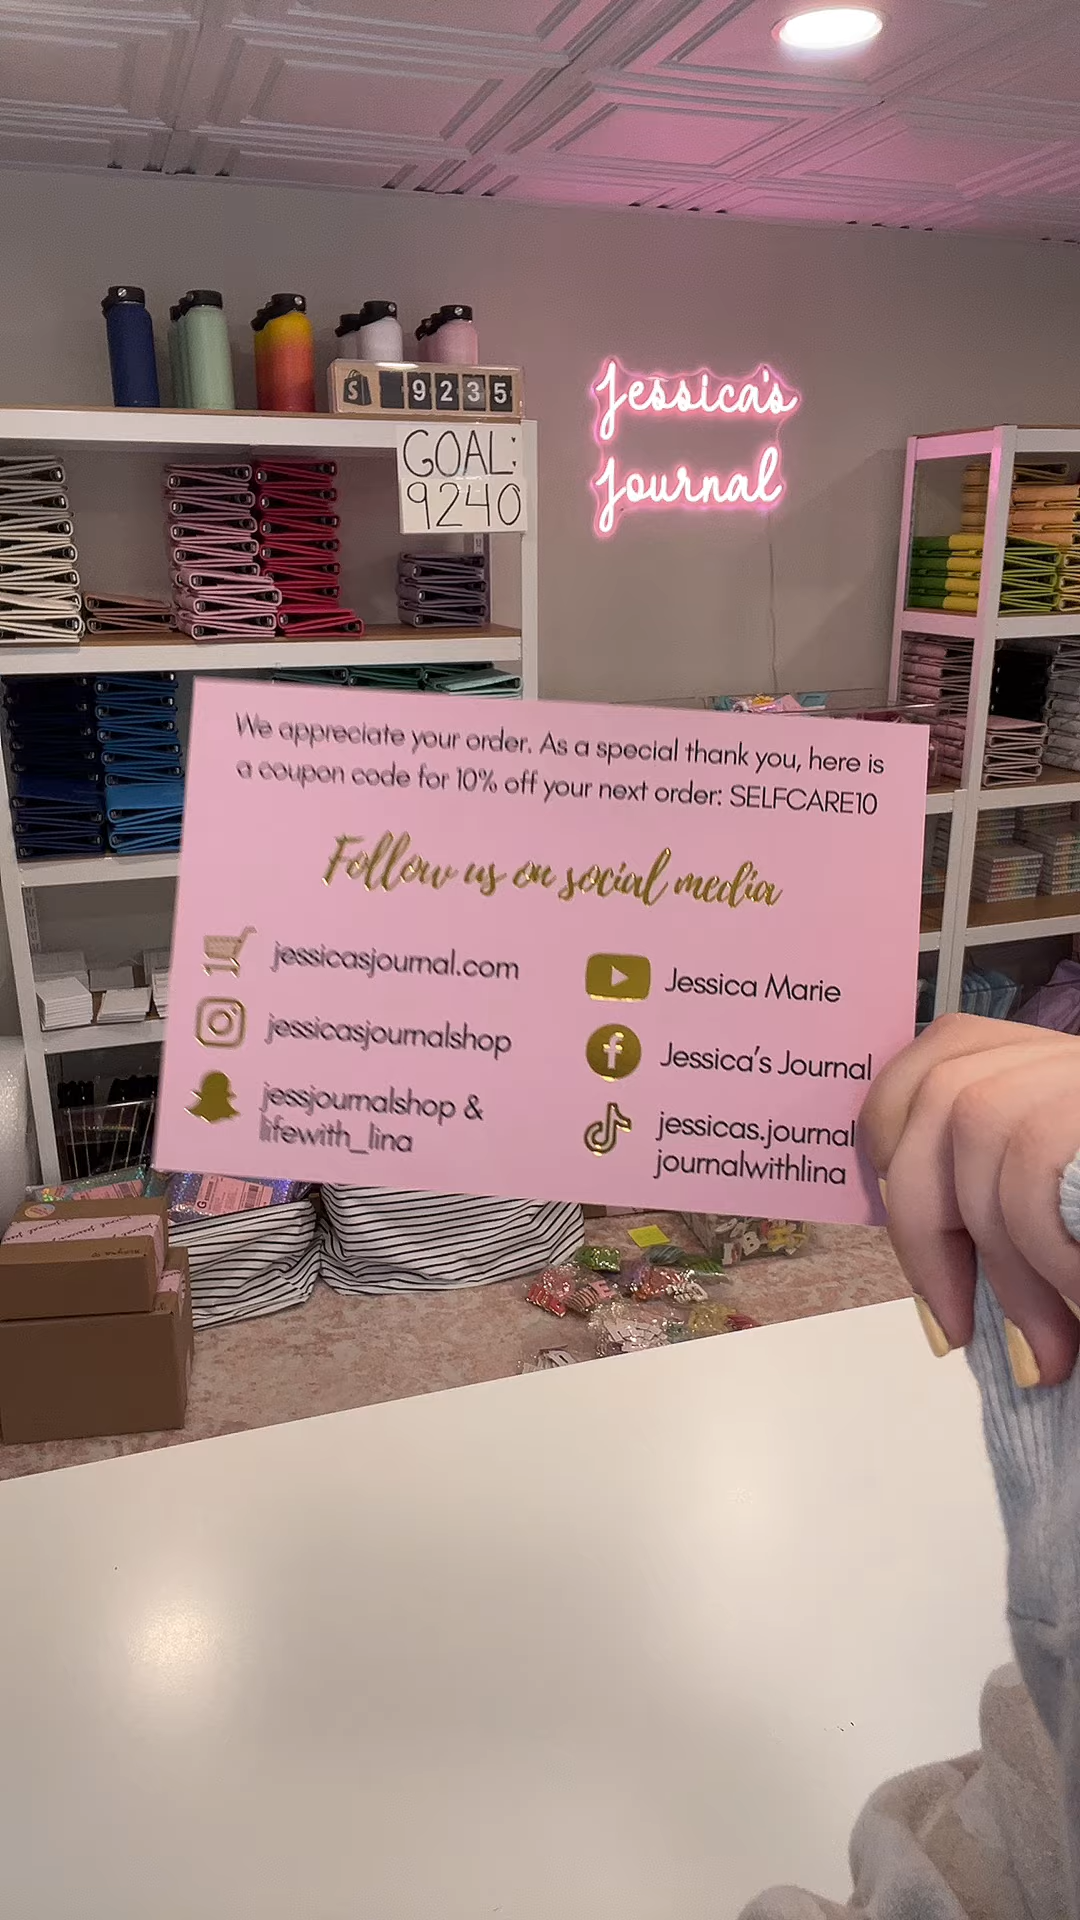 9235
GOAL:
9240
Jessica's
Journal
We appreciate your order. As a special thank you, here is
a coupon code for 10% off your next order: SELFCARE10
Follow us on social media
jessicasjournal.com
jessicasjournalshop
jessjournalshop &
lifewith_lina
Jessica Marie
Jessica's Journal
jessicas.journal
journalwithlina